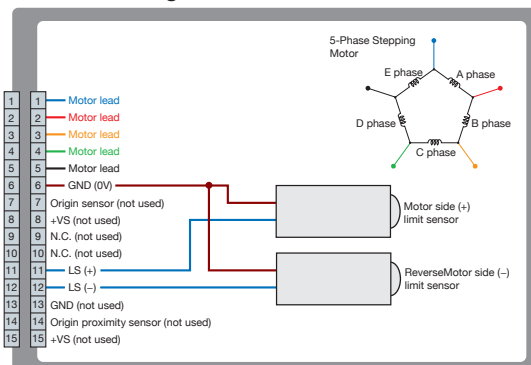 5-Phase Stepping
Motor
E phase
A phase
D phase
B phase
C phase
1 1 Motor lead
2 2 Motor lead
3 3 Motor lead
4 4 Motor lead
5 5 Motor lead
6 6 GND (0V)
7 7 Origin sensor (not used)
8 8 +VS (not used)
9 9 N.C. (not used)
10 10 N.C. (not used)
11 11 LS (+)
12 12 LS (−)
13 13 GND (not used)
14 14 Origin proximity sensor (not used)
15 15 +VS (not used)
Motor side (+)
limit sensor
ReverseMotor side (−)
limit sensor